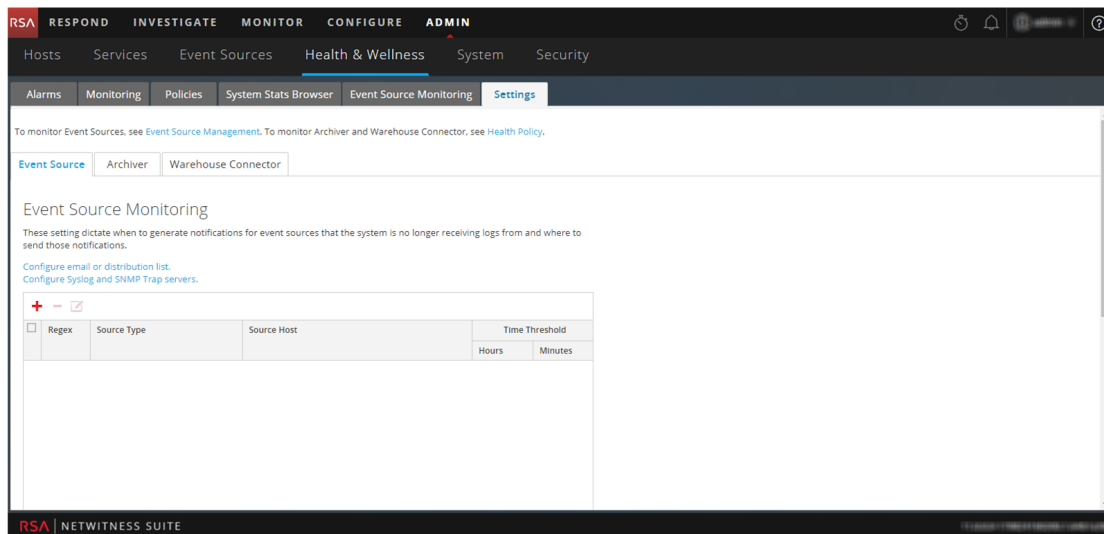 RSA RESPOND INVESTIGATE MONITOR CONFIGURE ADMIN
Hosts Services Event Sources Health & Wellness System Security
Alarms Monitoring Policies System Stats Browser Event Source Monitoring Settings
To monitor Event Sources, see Event Source Management. To monitor Archiver and Warehouse Connector, see Health Policy.
Event Source Archiver Warehouse Connector
Event Source Monitoring
These setting dictate when to generate notifications for event sources that the system is no longer receiving logs from and where to
send those notifications.
Configure email or distribution list.
Configure Syslog and SNMP Trap servers.
Regex Source Type Source Host Time Threshold
Hours Minutes
RSA NETWITNESS SUITE